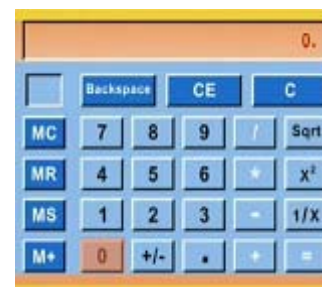 0.
Backspace CE C
MC 7 8 9 / Sqrt
MR 4 5 6 * X²
MS 1 2 3 - 1/X
M+ 0 +/- . + =